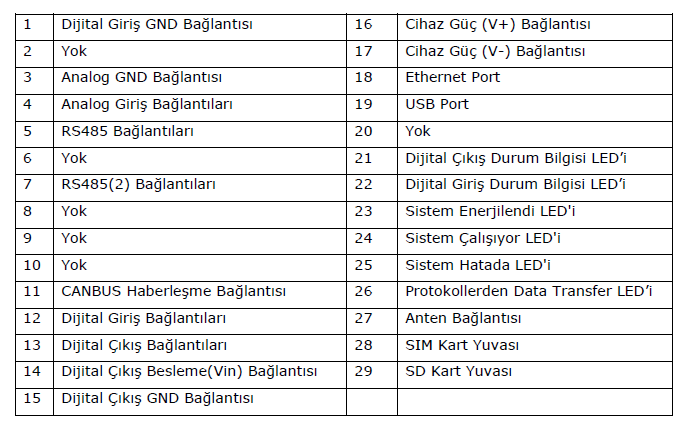 1 Dijital Giriş GND Bağlantısı 16 Cihaz Güç (V+) Bağlantısı
2 Yok 17 Cihaz Güç (V-) Bağlantısı
3 Analog GND Bağlantısı 18 Ethernet Port
4 Analog Giriş Bağlantıları 19 USB Port
5 RS485 Bağlantıları 20 Yok
6 Yok 21 Dijital Çıkış Durum Bilgisi LED’i
7 RS485(2) Bağlantıları 22 Dijital Giriş Durum Bilgisi LED’i
8 Yok 23 Sistem Enerjilendi LED'i
9 Yok 24 Sistem Çalışıyor LED'i
10 Yok 25 Sistem Hatada LED'i
11 CANBUS Haberleşme Bağlantısı 26 Protokollerden Data Transfer LED’i
12 Dijital Giriş Bağlantıları 27 Anten Bağlantısı
13 Dijital Çıkış Bağlantıları 28 SIM Kart Yuvası
14 Dijital Çıkış Besleme(Vin) Bağlantısı 29 SD Kart Yuvası
15 Dijital Çıkış GND Bağlantısı